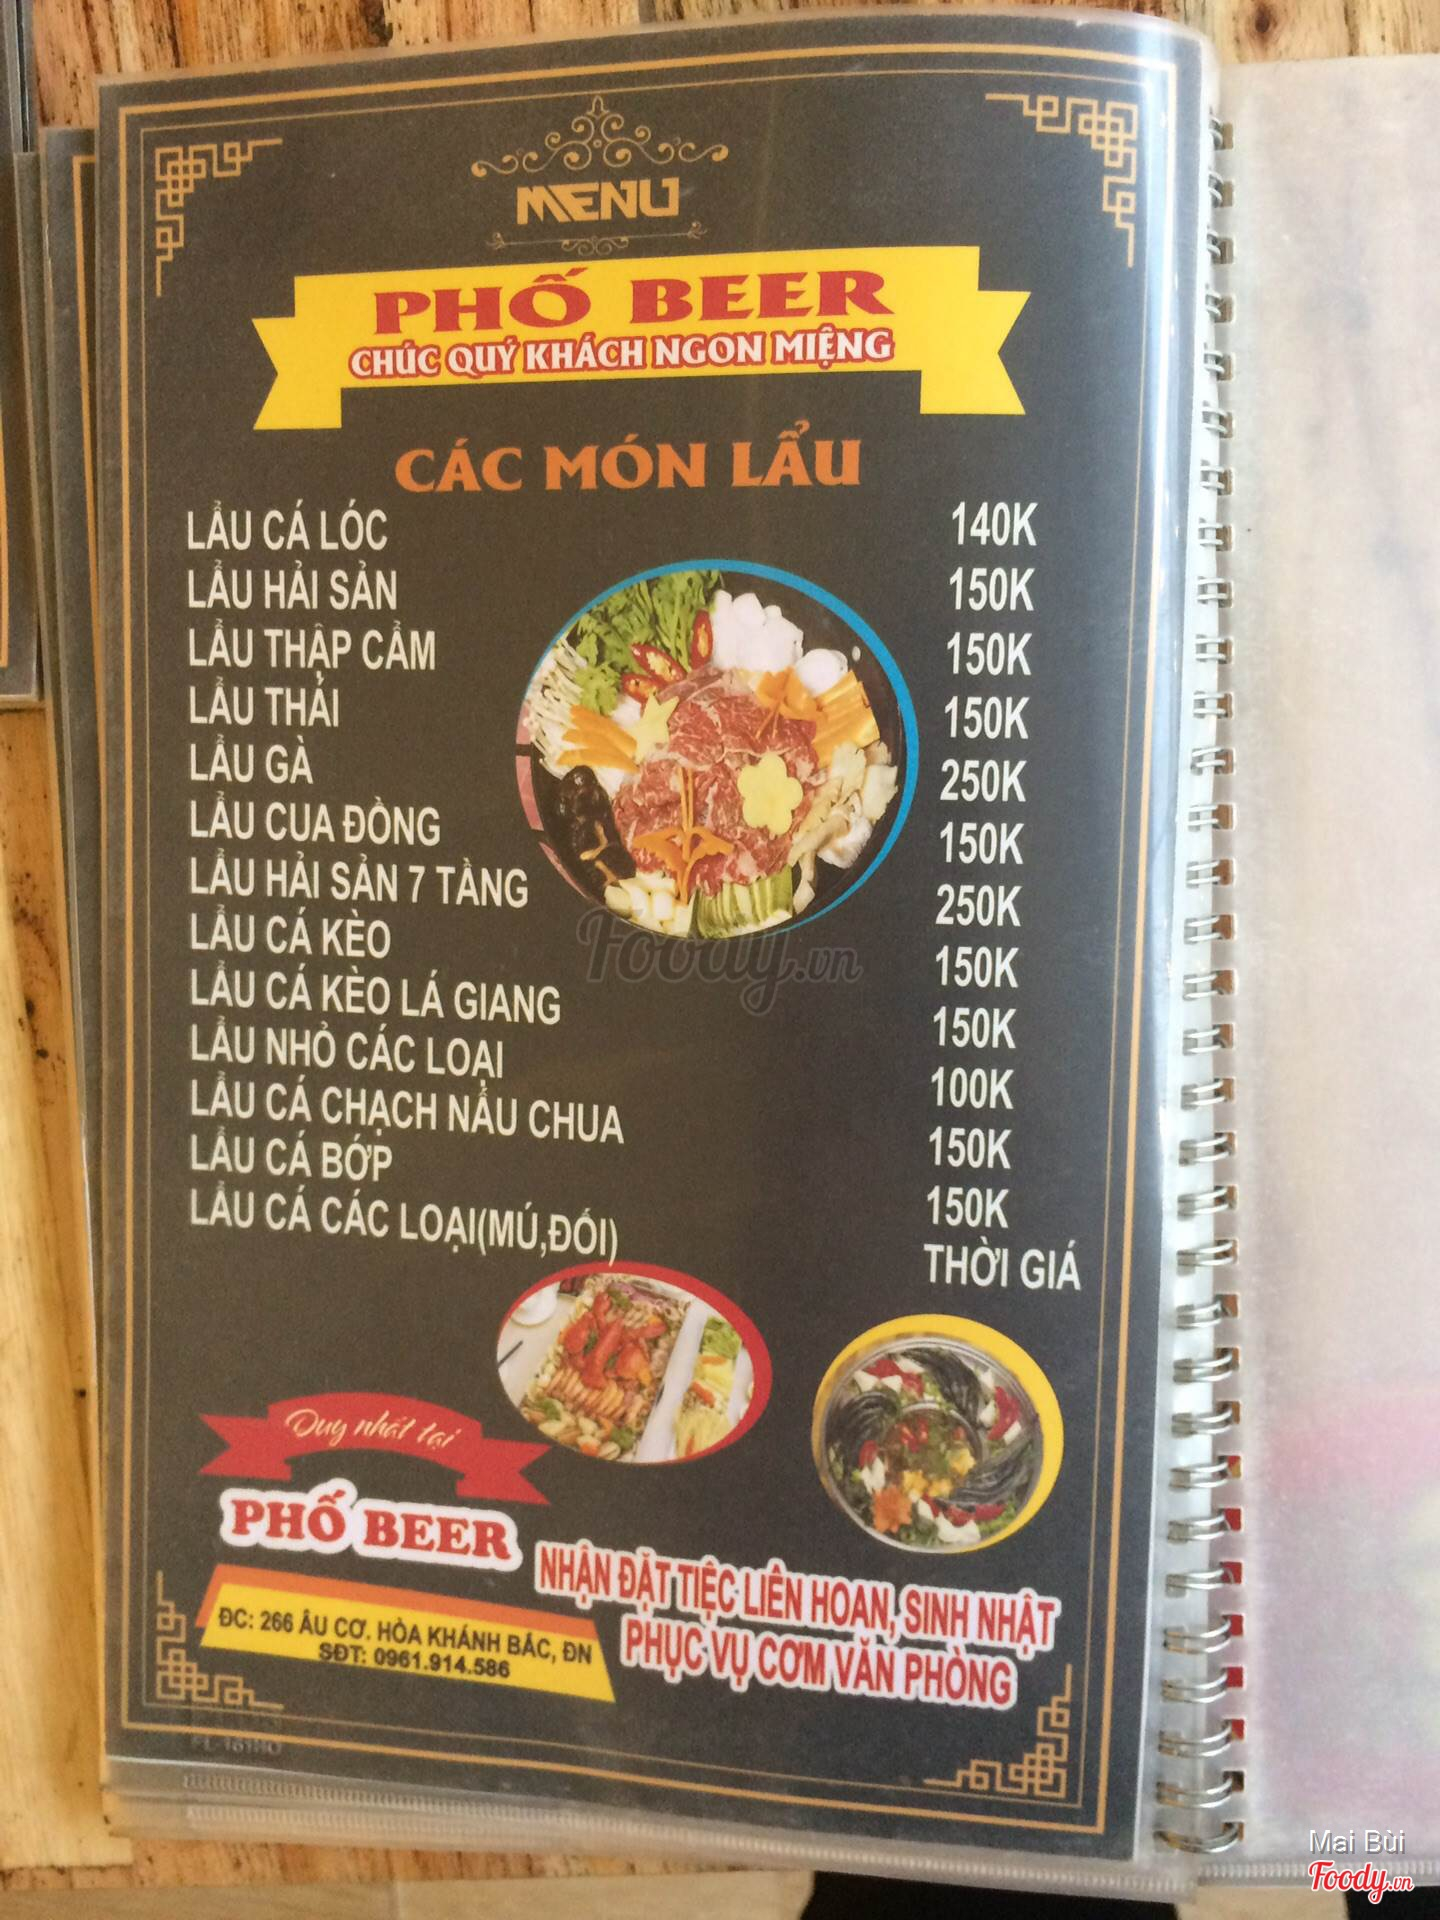 MENU
PHỐ BEER
CHÚC QUÝ KHÁCH NGON MIỆNG
CÁC MÓN LẨU
LẨU CÁ LÓC 140K
LẨU HẢI SẢN 150K
LẨU THẬP CẨM 150K
LẨU THÁI 150K
LẨU GÀ 250K
LẨU CUA ĐỒNG 150K
LẨU HẢI SẢN 7 TẦNG 250K
LẨU CÁ KÈO 150K
LẨU CÁ KÈO LÁ GIANG 150K
LẨU NHỎ CÁC LOẠI 100K
LẨU CÁ CHẠCH NẤU CHUA 150K
LẨU CÁ BỚP 150K
LẨU CÁ CÁC LOẠI(MÚ,ĐỐI) THỜI GIÁ
Foody.vn
Duy nhất tại
PHỐ BEER
ĐC: 266 ÂU CƠ. HÒA KHÁNH BẮC, ĐN
SĐT: 0961.914.586
NHẬN ĐẶT TIỆC LIÊN HOAN, SINH NHẬT
PHỤC VỤ CƠM VĂN PHÒNG
Mai Bùi
Foody.vn